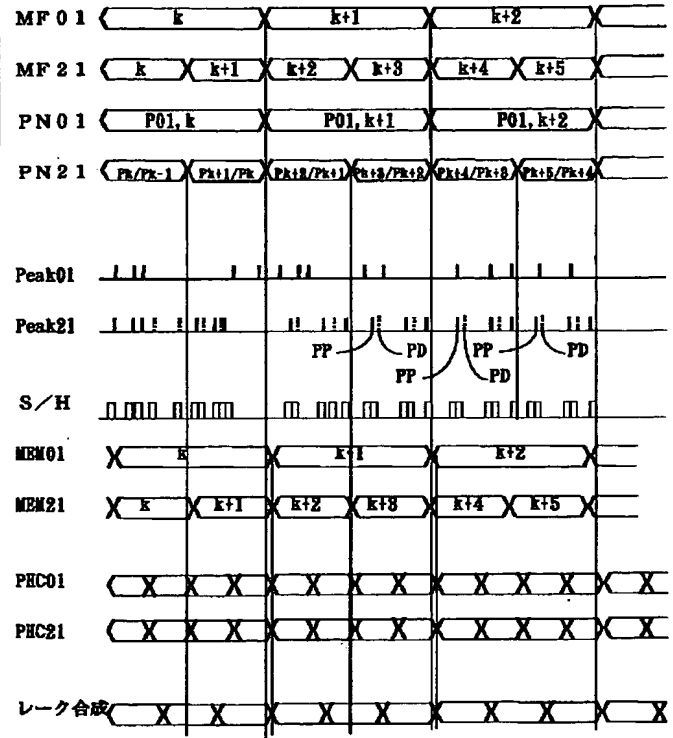 MF01 k k+1 k+2
MF21 k k+1 k+2 k+3 k+4 k+5
PN01 P01,k P01,k+1 P01,k+2
PN21 Pk/Pk-1 Pk+1/Pk Pk+2/Pk+1 Pk+3/Pk+2 Pk+4/Pk+3 Pk+5/Pk+4
Peak01
Peak21
PP PD PP PD
PP PD
S/H
MEM01 k k+1 k+2
MEM21 k k+1 k+2 k+3 k+4 k+5
PHC01
PHC21
レーク合成